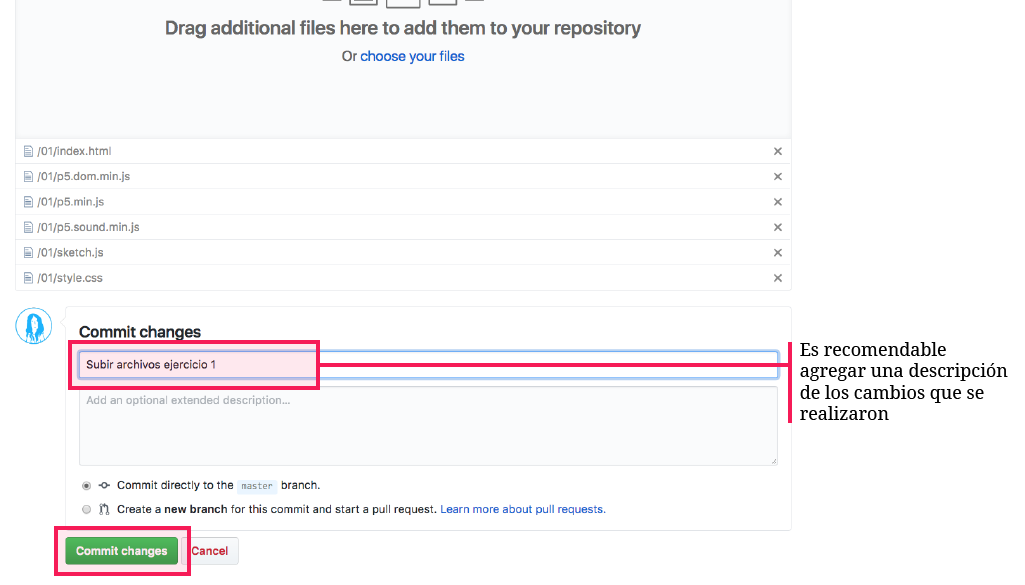 Drag additional files here to add them to your repository
Or choose your files
/01/index.html
/01/p5.dom.min.js
/01/p5.min.js
/01/p5.sound.min.js
/01/sketch.js
/01/style.css
Commit changes
Subir archivos ejercicio 1
Add an optional extended description...
Commit directly to the master branch.
Create a new branch for this commit and start a pull request. Learn more about pull requests.
Commit changes
Cancel
Es recomendable
agregar una descripción
de los cambios que se
realizaron